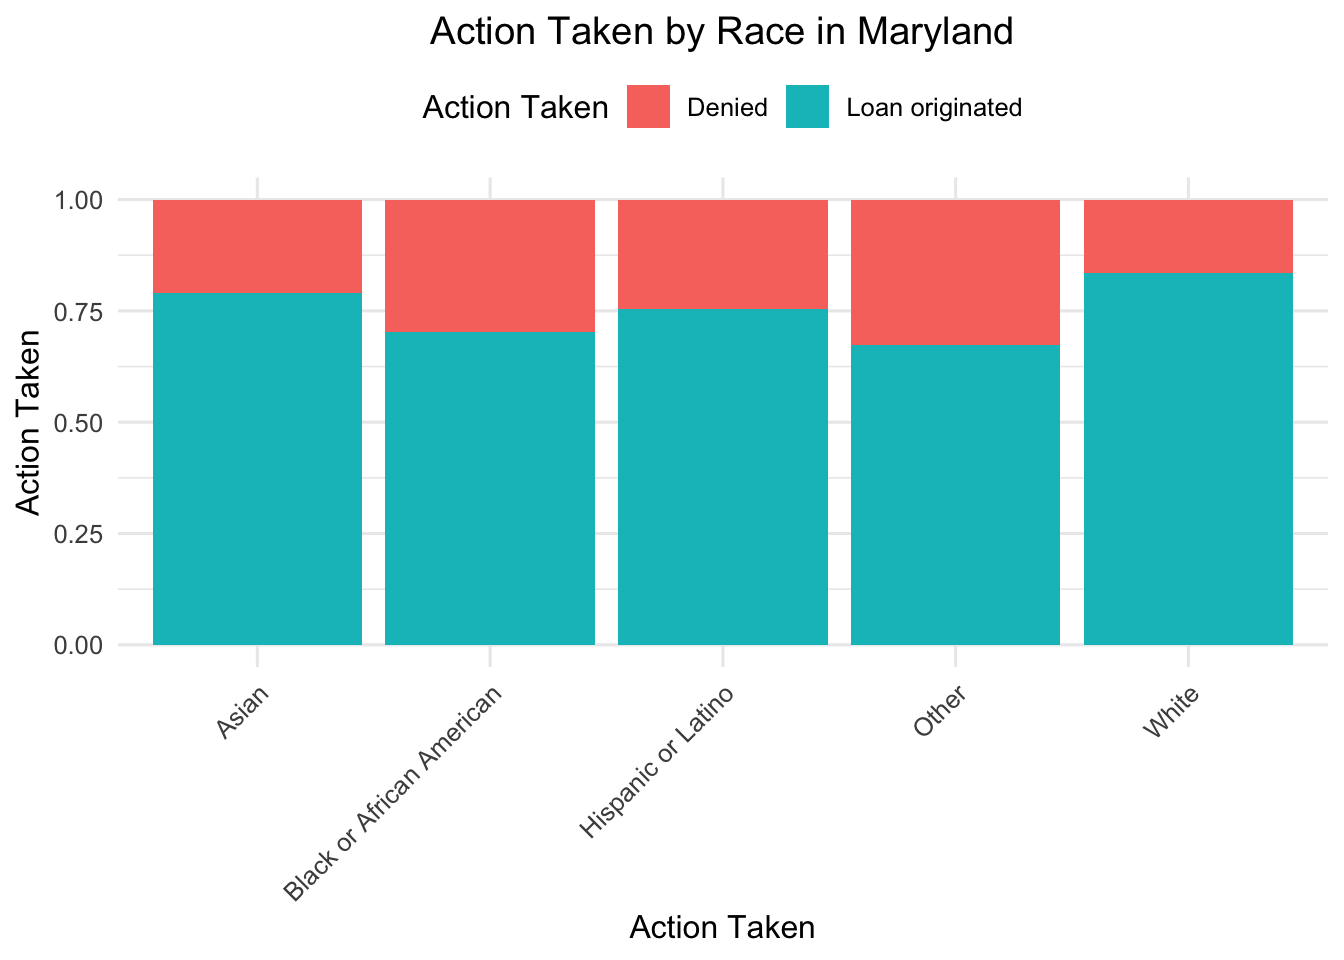 Action Taken by Race in Maryland
Action Taken Denied Loan originated
1.00
0.75
0.50
0.25
0.00
Action Taken
Asian
Black or African American
Hispanic or Latino
Other
White
Action Taken